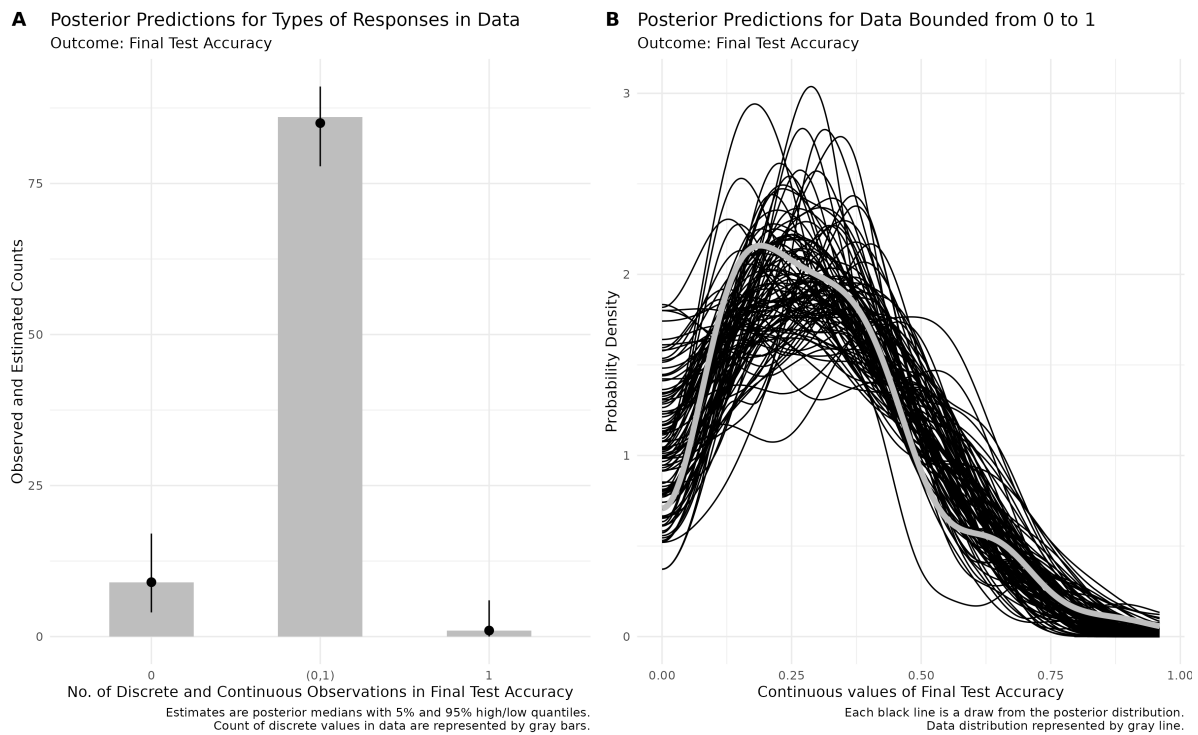 A Posterior Predictions for Types of Responses in Data
Outcome: Final Test Accuracy
Observed and Estimated Counts
75
50
25
0
0 (0,1) 1
No. of Discrete and Continuous Observations in Final Test Accuracy
Estimates are posterior medians with 5% and 95% high/low quantiles.
Count of discrete values in data are represented by gray bars.
B Posterior Predictions for Data Bounded from 0 to 1
Outcome: Final Test Accuracy
Probability Density
3
2
1
0
0.00 0.25 0.50 0.75 1.00
Continuous values of Final Test Accuracy
Each black line is a draw from the posterior distribution.
Data distribution represented by gray line.